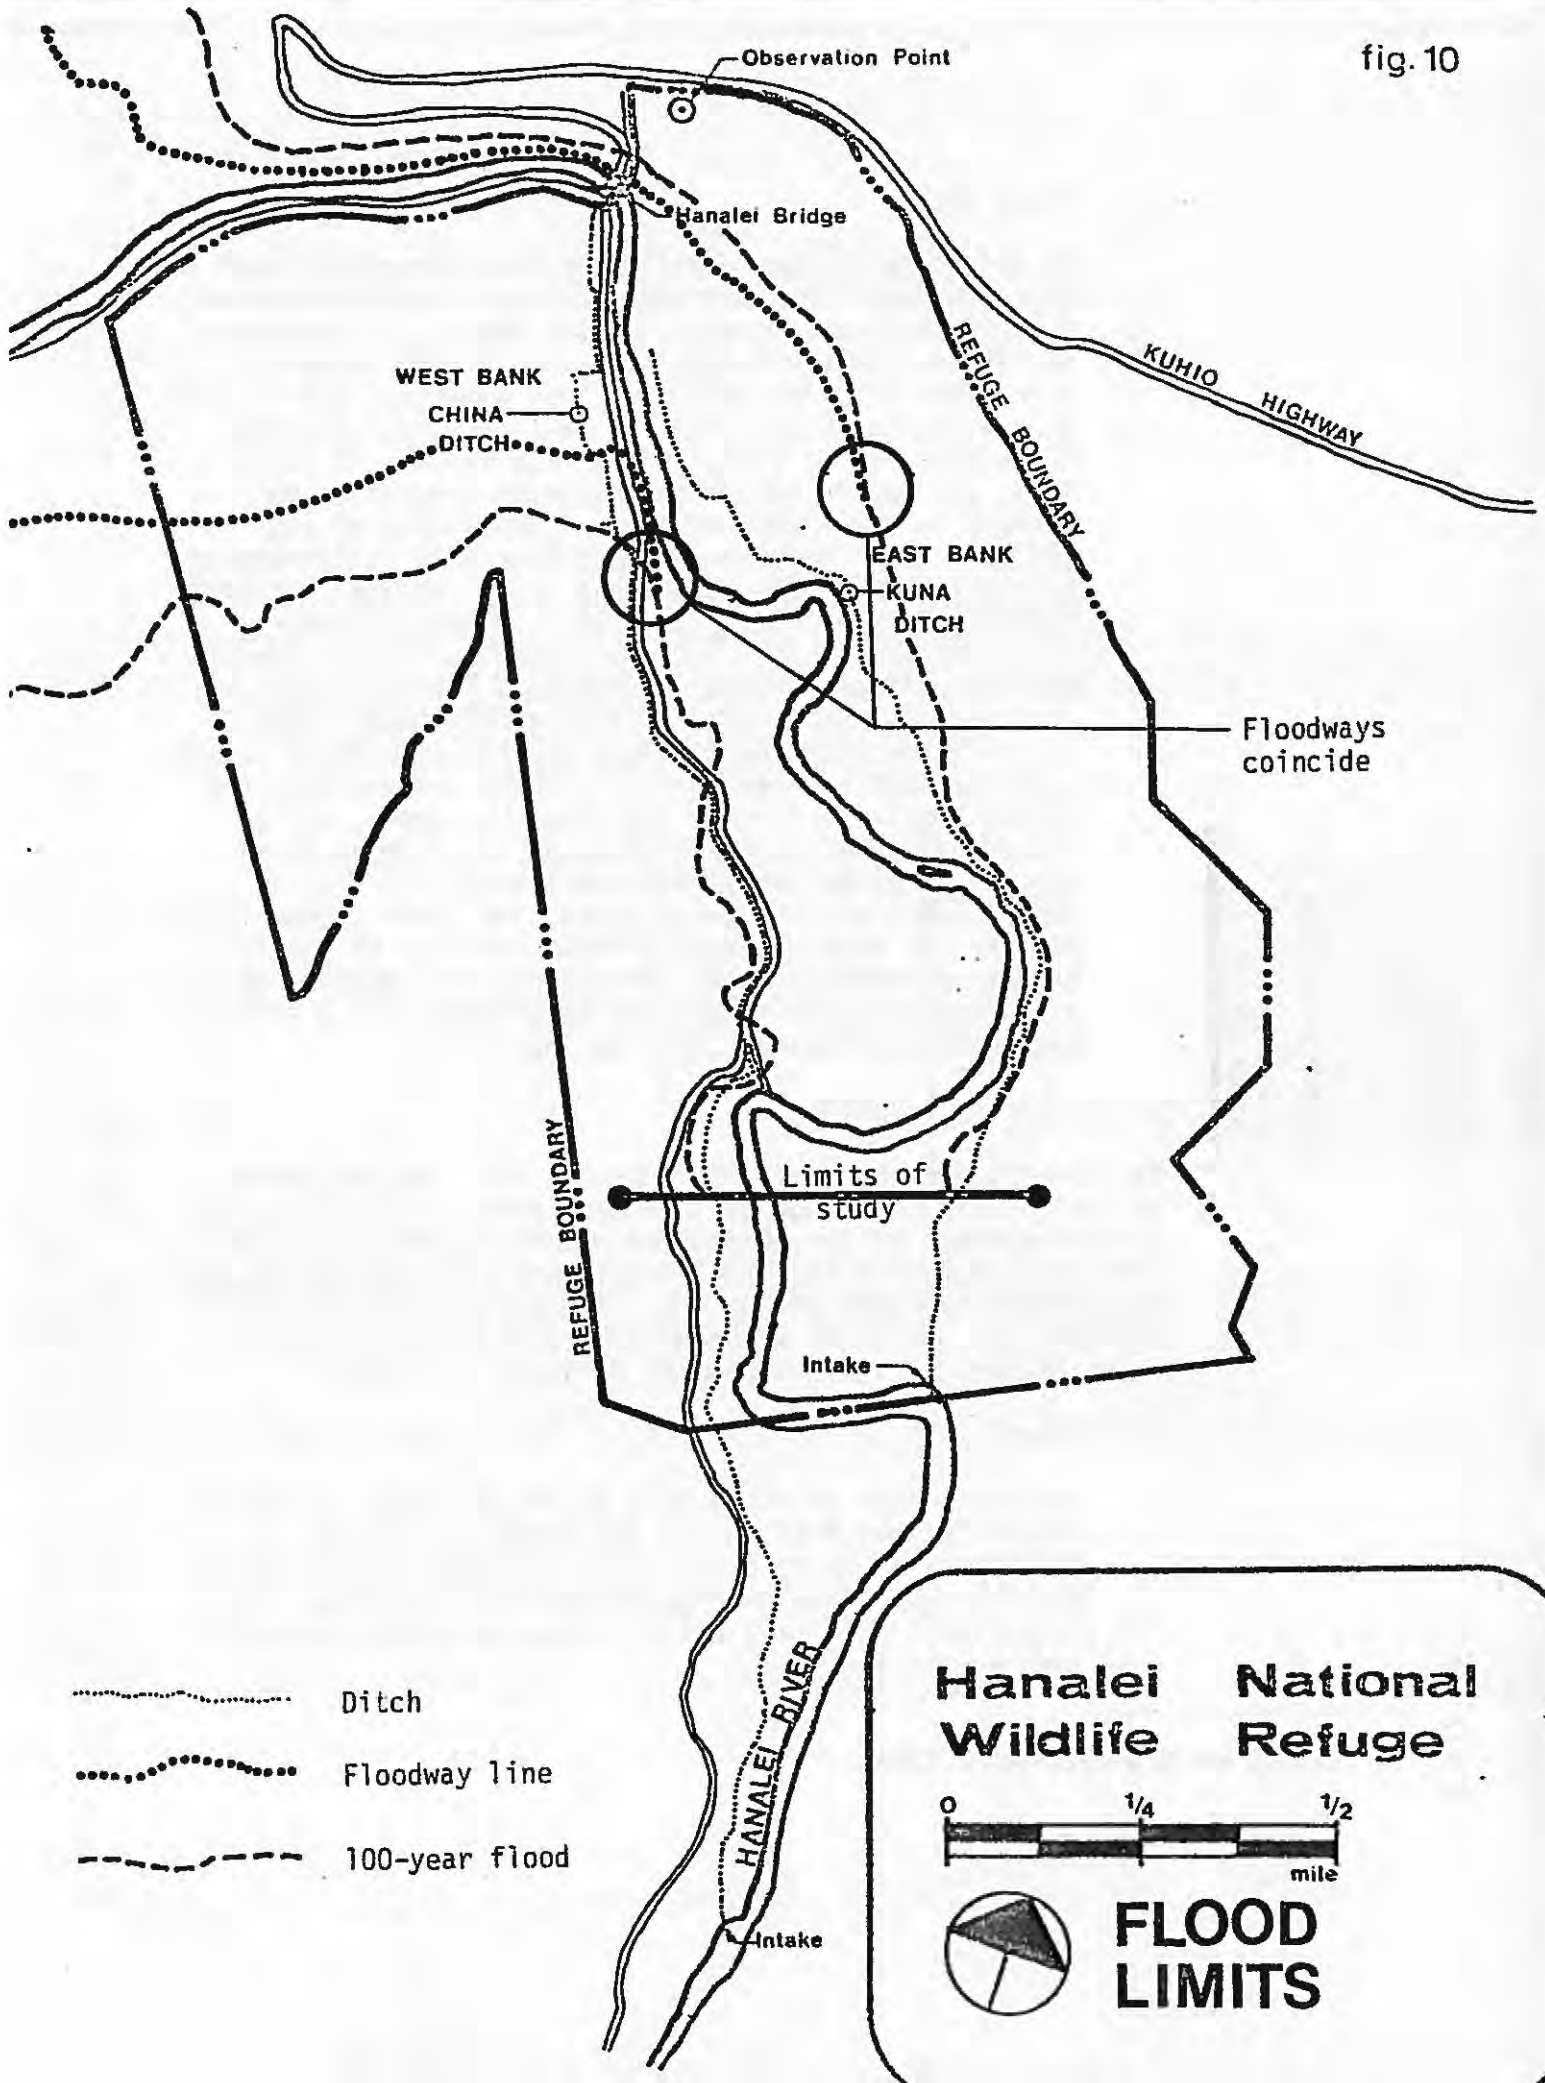 fig. 10
Observation Point
Hanalei Bridge
WEST BANK
CHINA
DITCH
REFUGE BOUNDARY
KUHIO HIGHWAY
EAST BANK
KUNA
DITCH
Floodways
coincide
Limits of
study
REFUGE BOUNDARY
Intake
HANALEI RIVER
Intake
Ditch
Floodway line
100-year flood
Hanalei National
Wildlife Refuge
0 1/4 1/2
mile
FLOOD
LIMITS